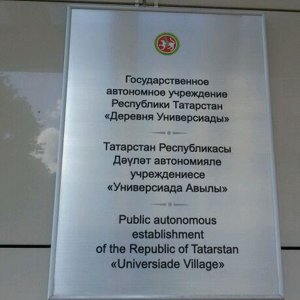 Государственное
автономное учреждение
Республики Татарстан
«Деревня Универсиады»
Татарстан Республикасы
Дәүләт автономияле
учреждениесе
«Универсиада Авылы»
Public autonomous
establishment
of the Republic of Tatarstan
«Universiade Village»